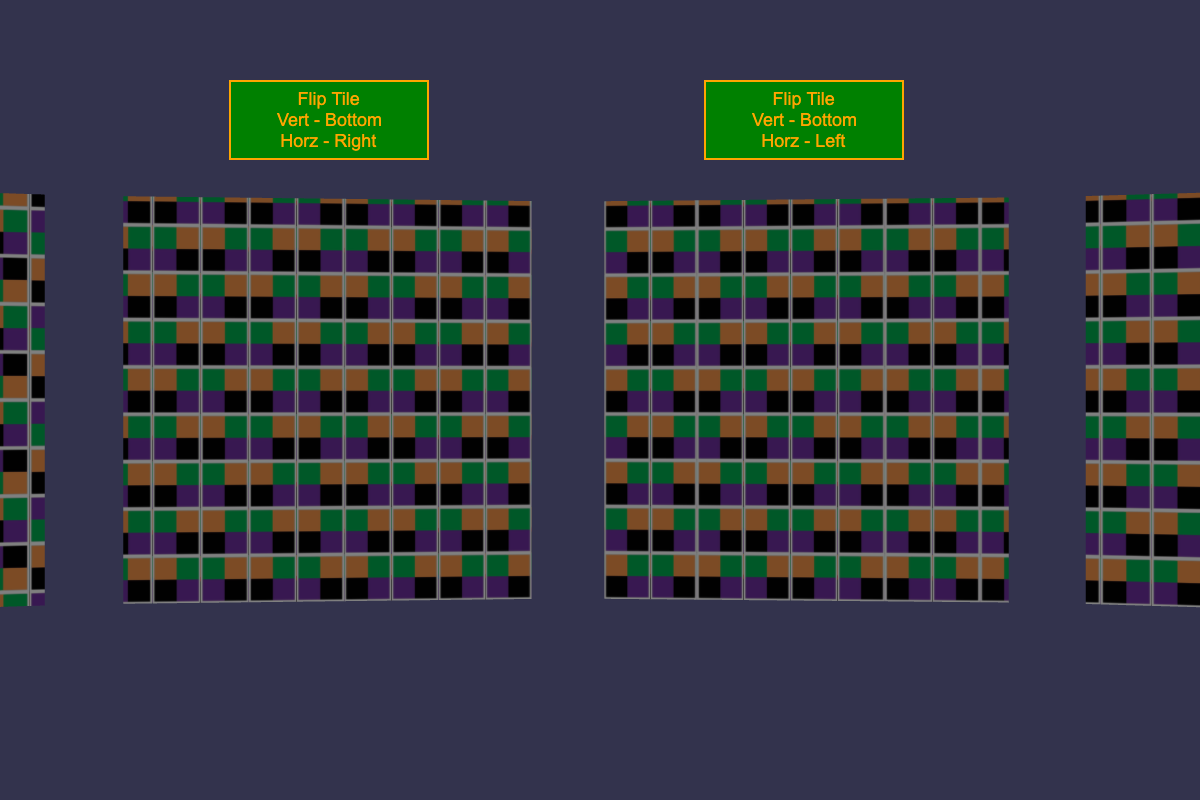 Flip Tile
Vert - Bottom
Horz - Right
Flip Tile
Vert - Bottom
Horz - Left